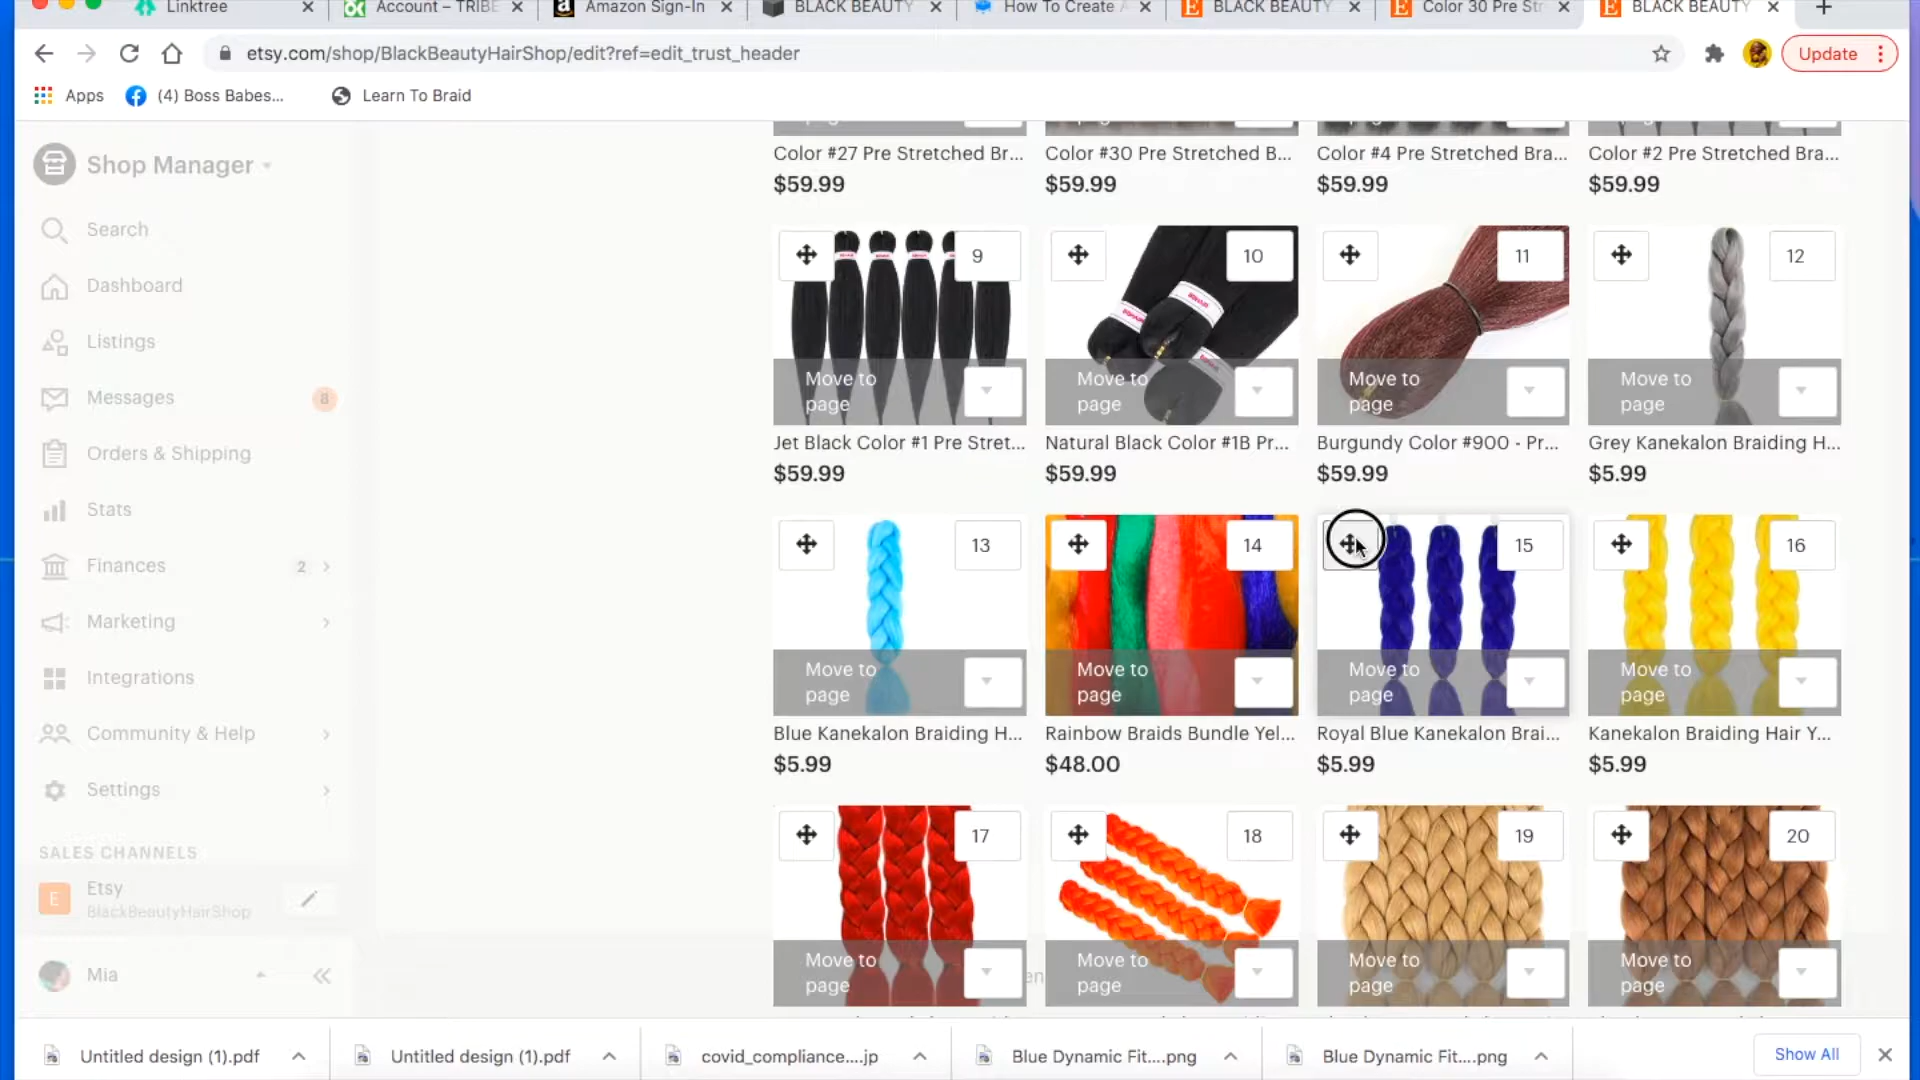 Linktree
Account – TRIBE
Amazon Sign-In
BLACK BEAUTY
How To Create A
BLACK BEAUTY
Color 30 Pre Str
BLACK BEAUTY
etsy.com/shop/BlackBeautyHairShop/edit?ref=edit_trust_header
Update
Apps
(4) Boss Babes...
Learn To Braid
Shop Manager
Search
Dashboard
Listings
Messages
8
Orders & Shipping
Stats
Finances
2
Marketing
Integrations
Community & Help
Settings
SALES CHANNELS
E
Etsy
BlackBeautyHairShop
Mia
Color #27 Pre Stretched Br...
$59.99
Color #30 Pre Stretched B...
$59.99
Color #4 Pre Stretched Bra...
$59.99
Color #2 Pre Stretched Bra...
$59.99
9
Move to
page
Jet Black Color #1 Pre Stret...
$59.99
10
Move to
page
Natural Black Color #1B Pr...
$59.99
11
Move to
page
Burgundy Color #900 - Pr...
$59.99
12
Move to
page
Grey Kanekalon Braiding H...
$5.99
13
Move to
page
Blue Kanekalon Braiding H...
$5.99
14
Move to
page
Rainbow Braids Bundle Yel...
$48.00
15
Move to
page
Royal Blue Kanekalon Brai...
$5.99
16
Move to
page
Kanekalon Braiding Hair Y...
$5.99
17
Move to
page
18
Move to
page
19
Move to
page
20
Move to
page
Untitled design (1).pdf
Untitled design (1).pdf
covid_compliance....jp
Blue Dynamic Fit....png
Blue Dynamic Fit....png
Show All